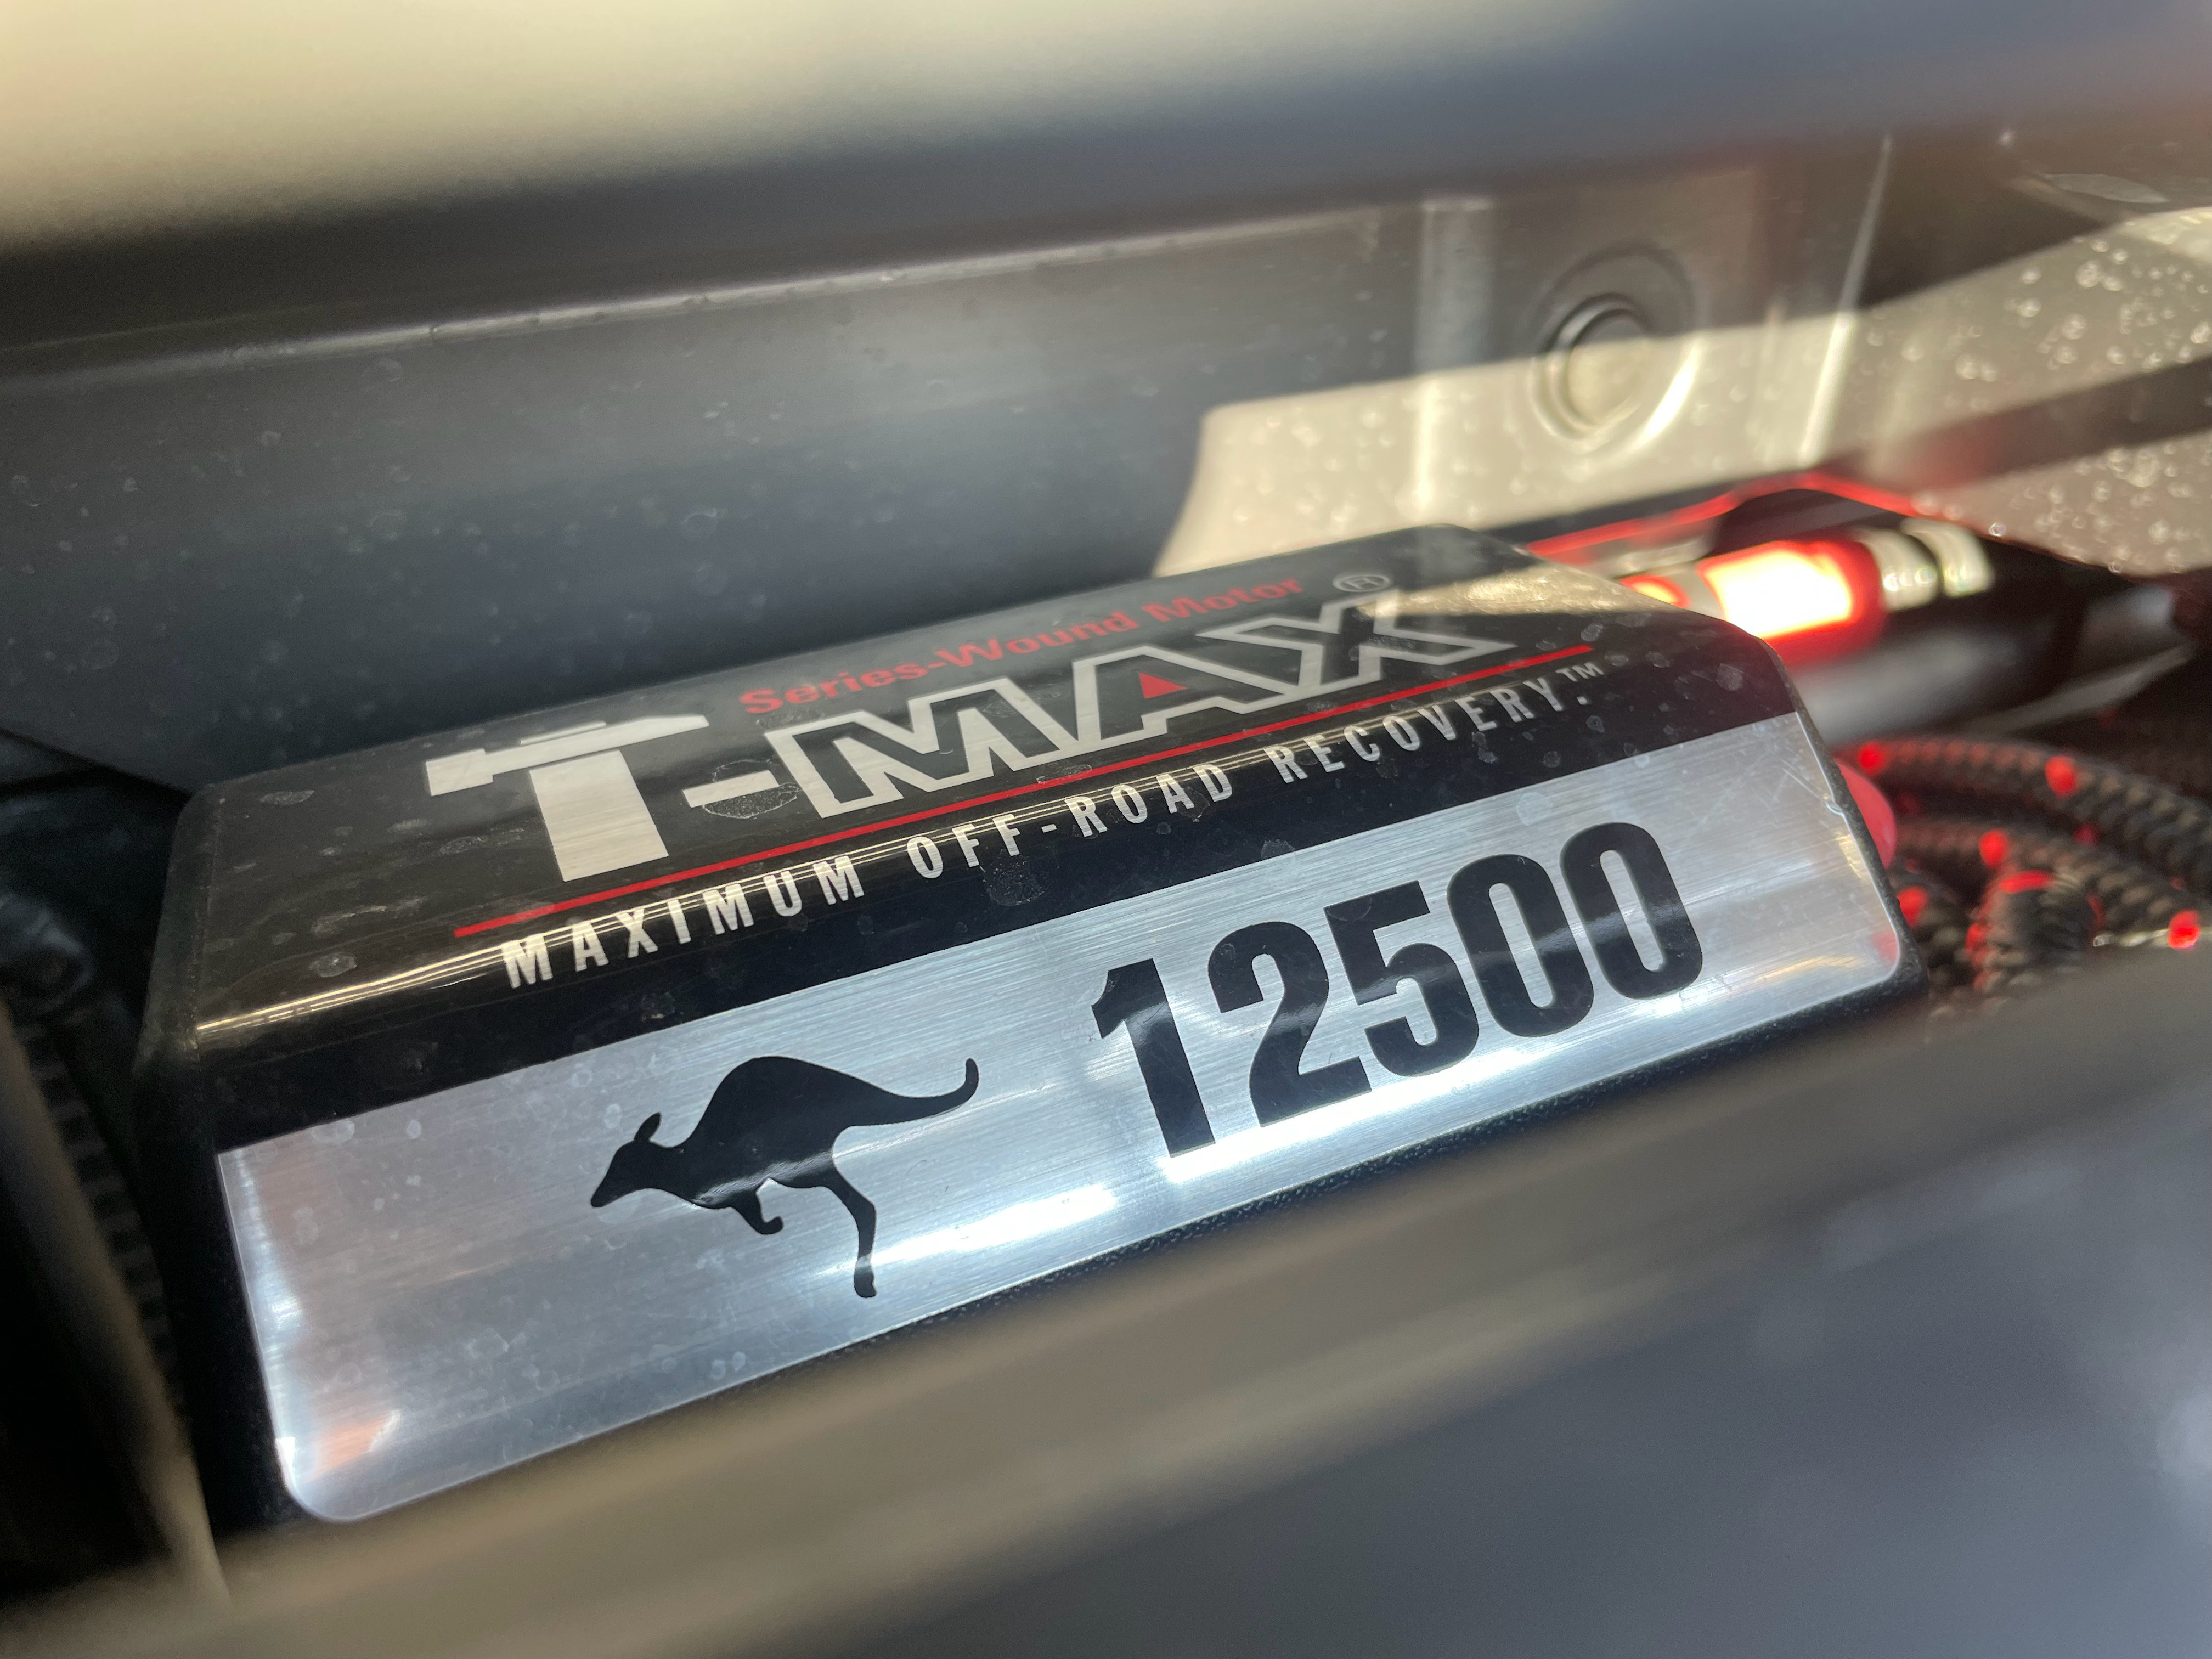 Series-Wound Motor
T-MAX®
MAXIMUM OFF-ROAD RECOVERY.™
12500